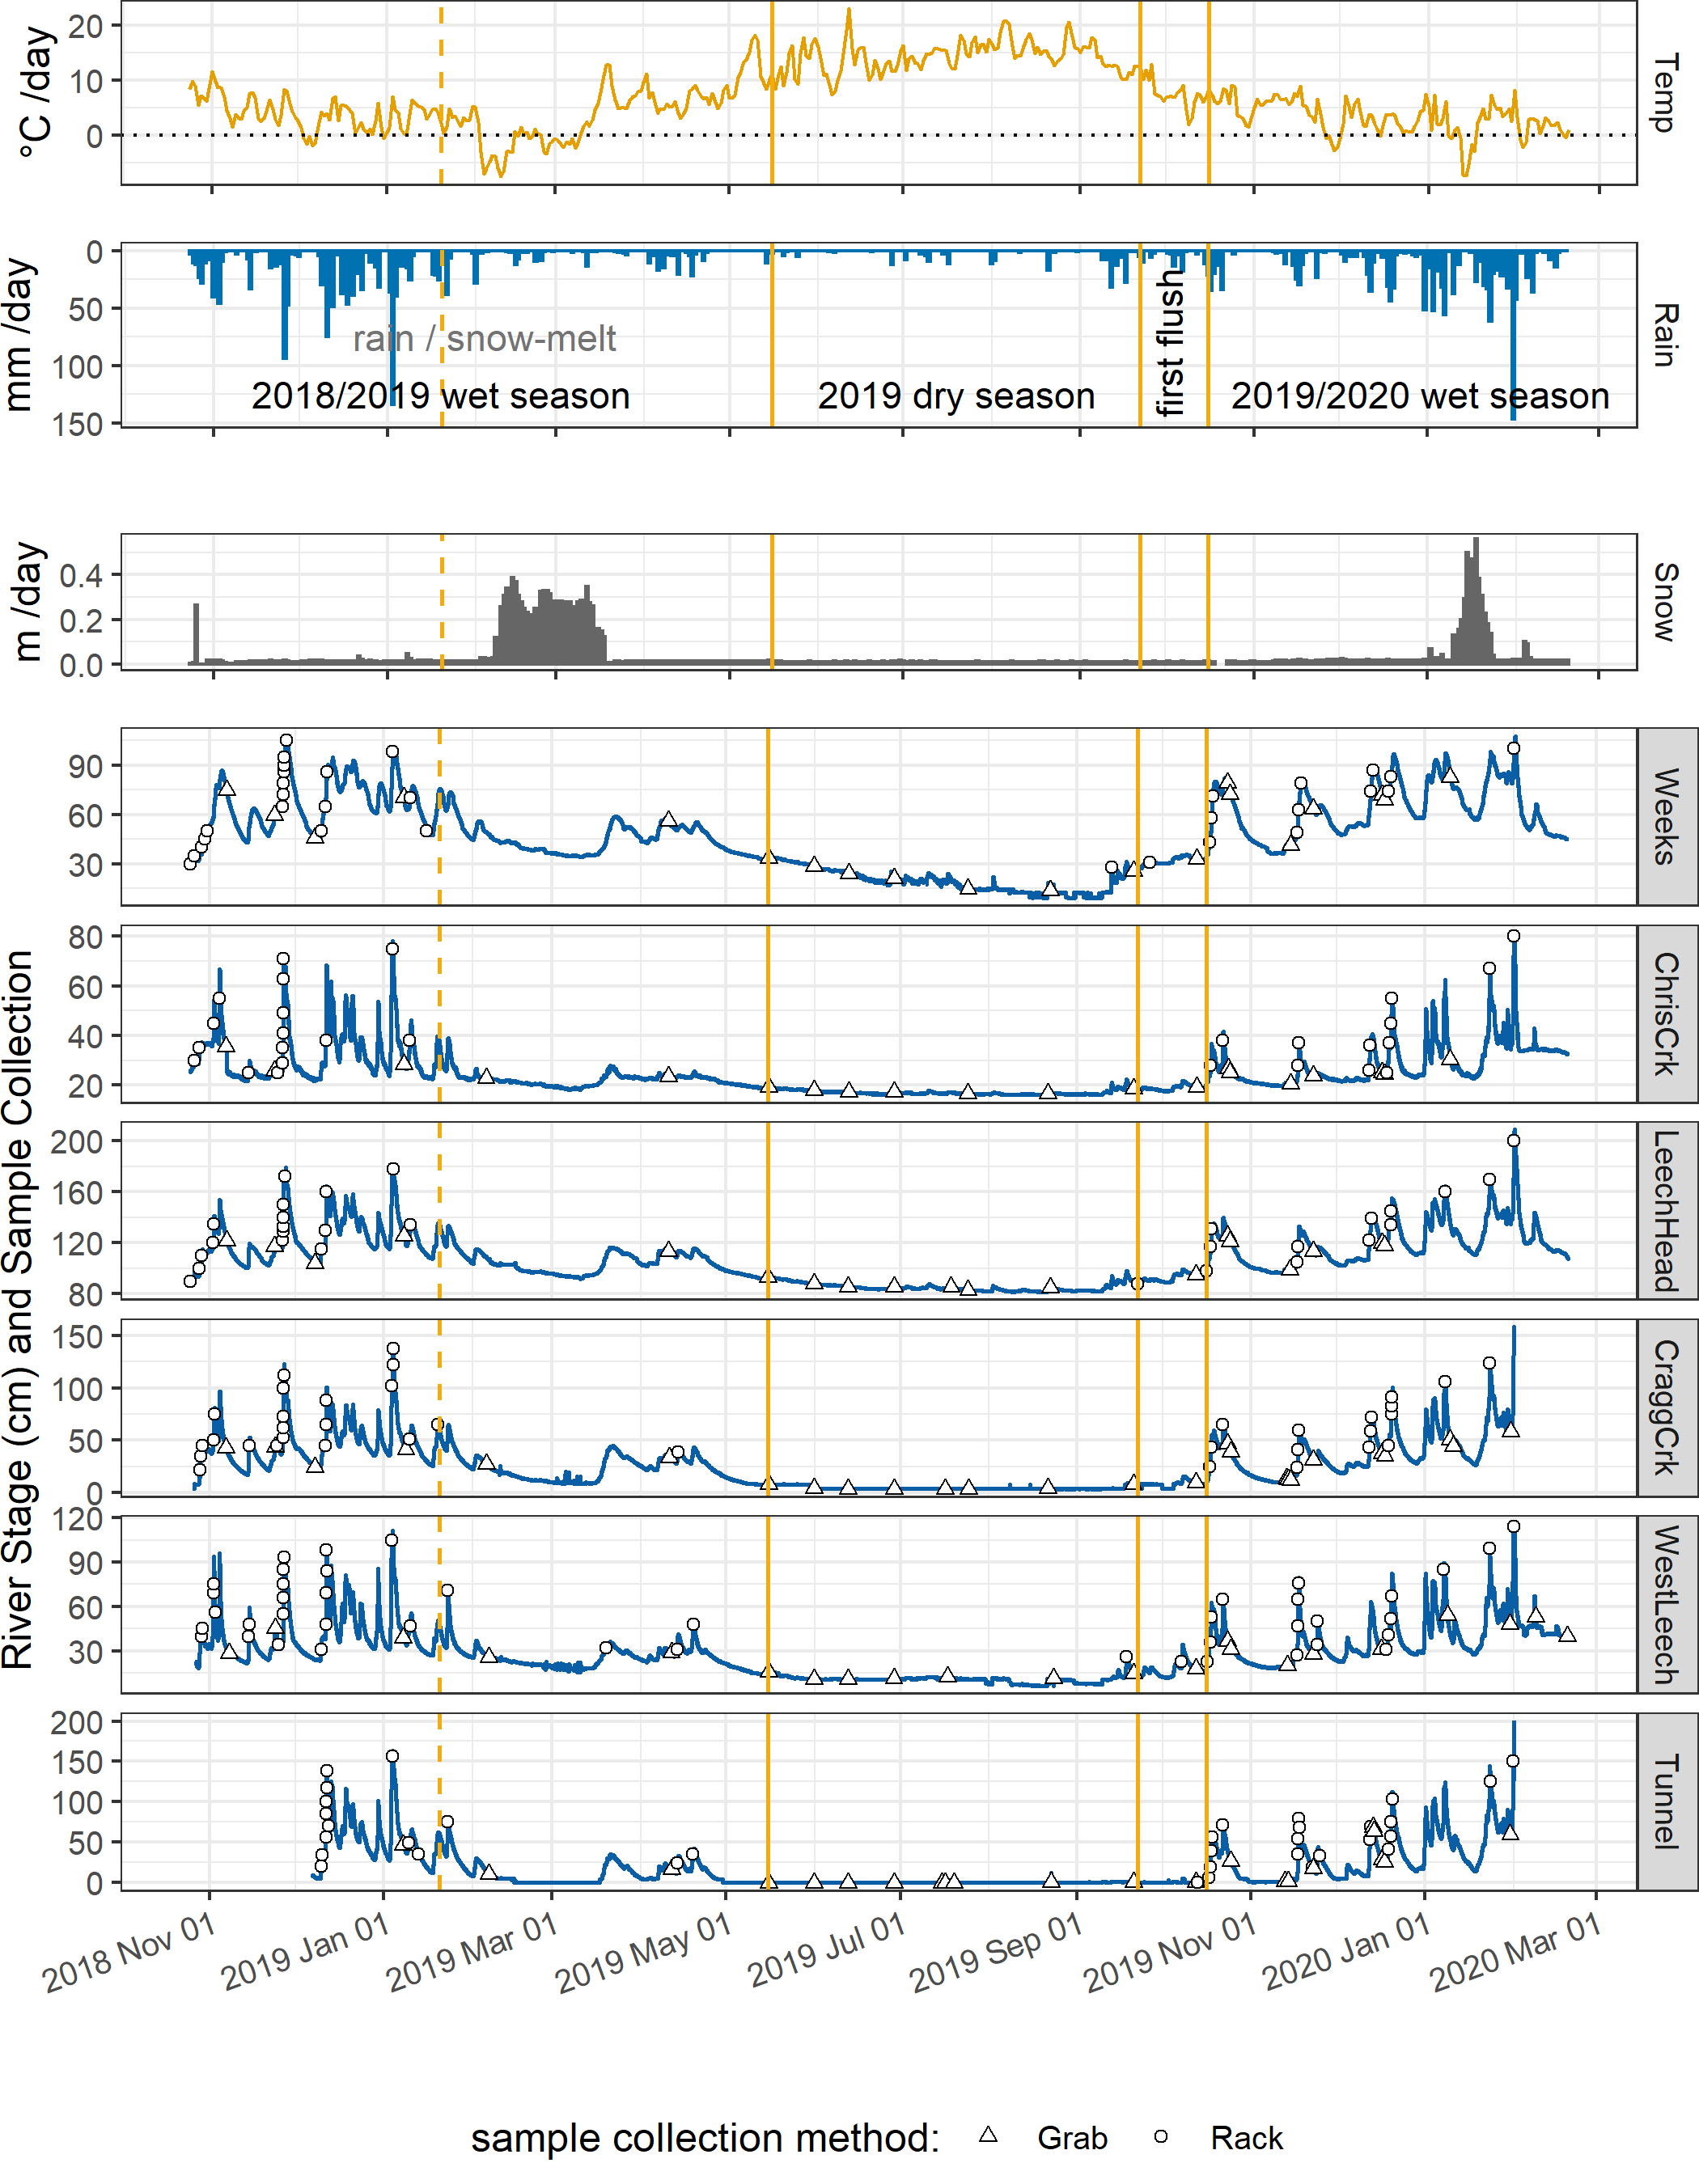 °C /day
20
10
0
Temp
mm /day
0
50
100
150
rain / snow-melt
2018/2019 wet season
2019 dry season
first flush
2019/2020 wet season
Rain
m /day
0.4
0.2
0.0
Snow
River Stage (cm) and Sample Collection
90
60
30
Weeks
80
60
40
20
ChrisCrk
200
160
120
80
LeechHead
150
100
50
0
CraggCrk
120
90
60
30
WestLeech
200
150
100
50
0
Tunnel
2018 Nov 01
2019 Jan 01
2019 Mar 01
2019 May 01
2019 Jul 01
2019 Sep 01
2019 Nov 01
2020 Jan 01
2020 Mar 01
sample collection method: Grab Rack